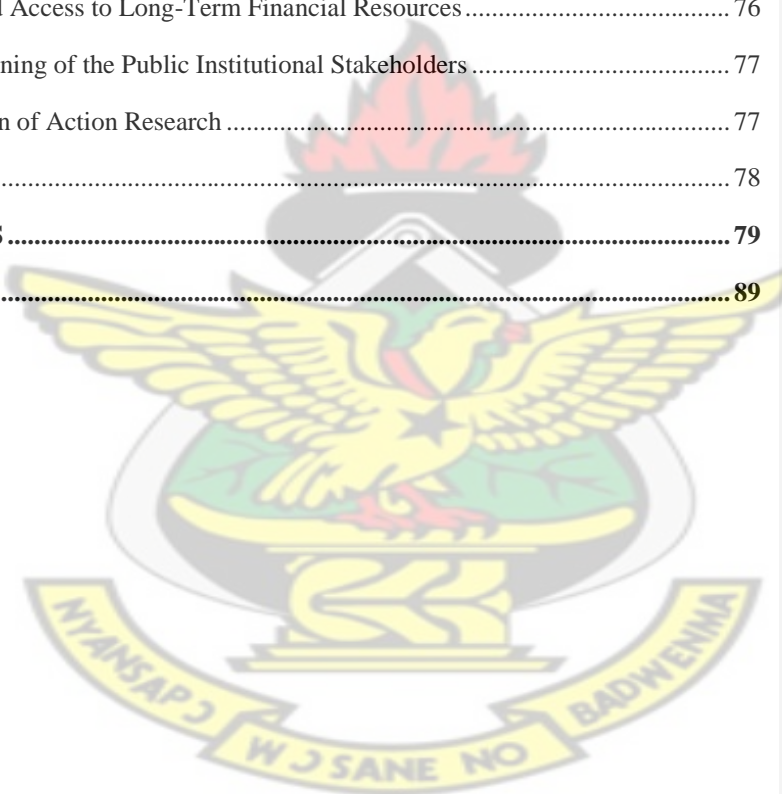 Access to Long-Term Financial Resources........................................................76
ning of the Public Institutional Stakeholders........................................................77
n of Action Research........................................................77
........................................................78
S........................................................79
........................................................89
NYANSAPƆ
WƆ SANE NO
BADWENMA